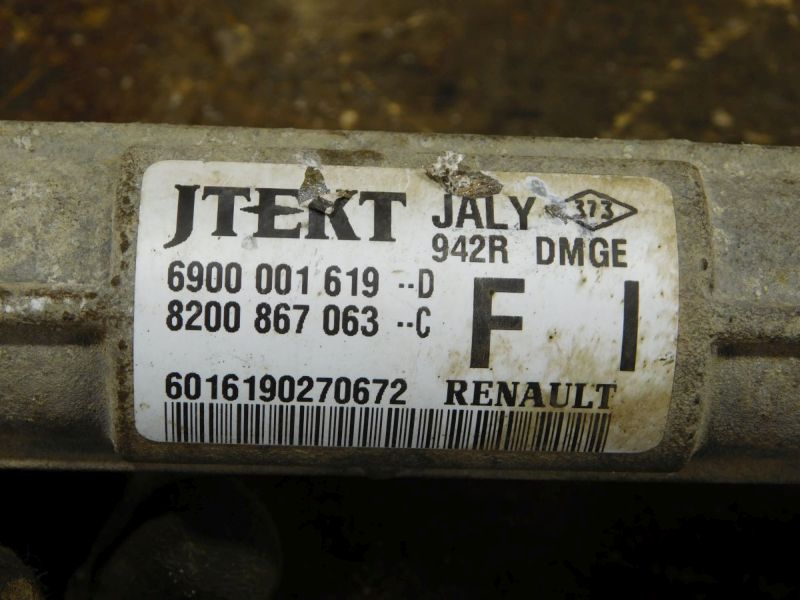 JTEKT JALY 373
942R DMGE
6900 001 619 --D
8200 867 063 --C
F I
6016190270672 RENAULT